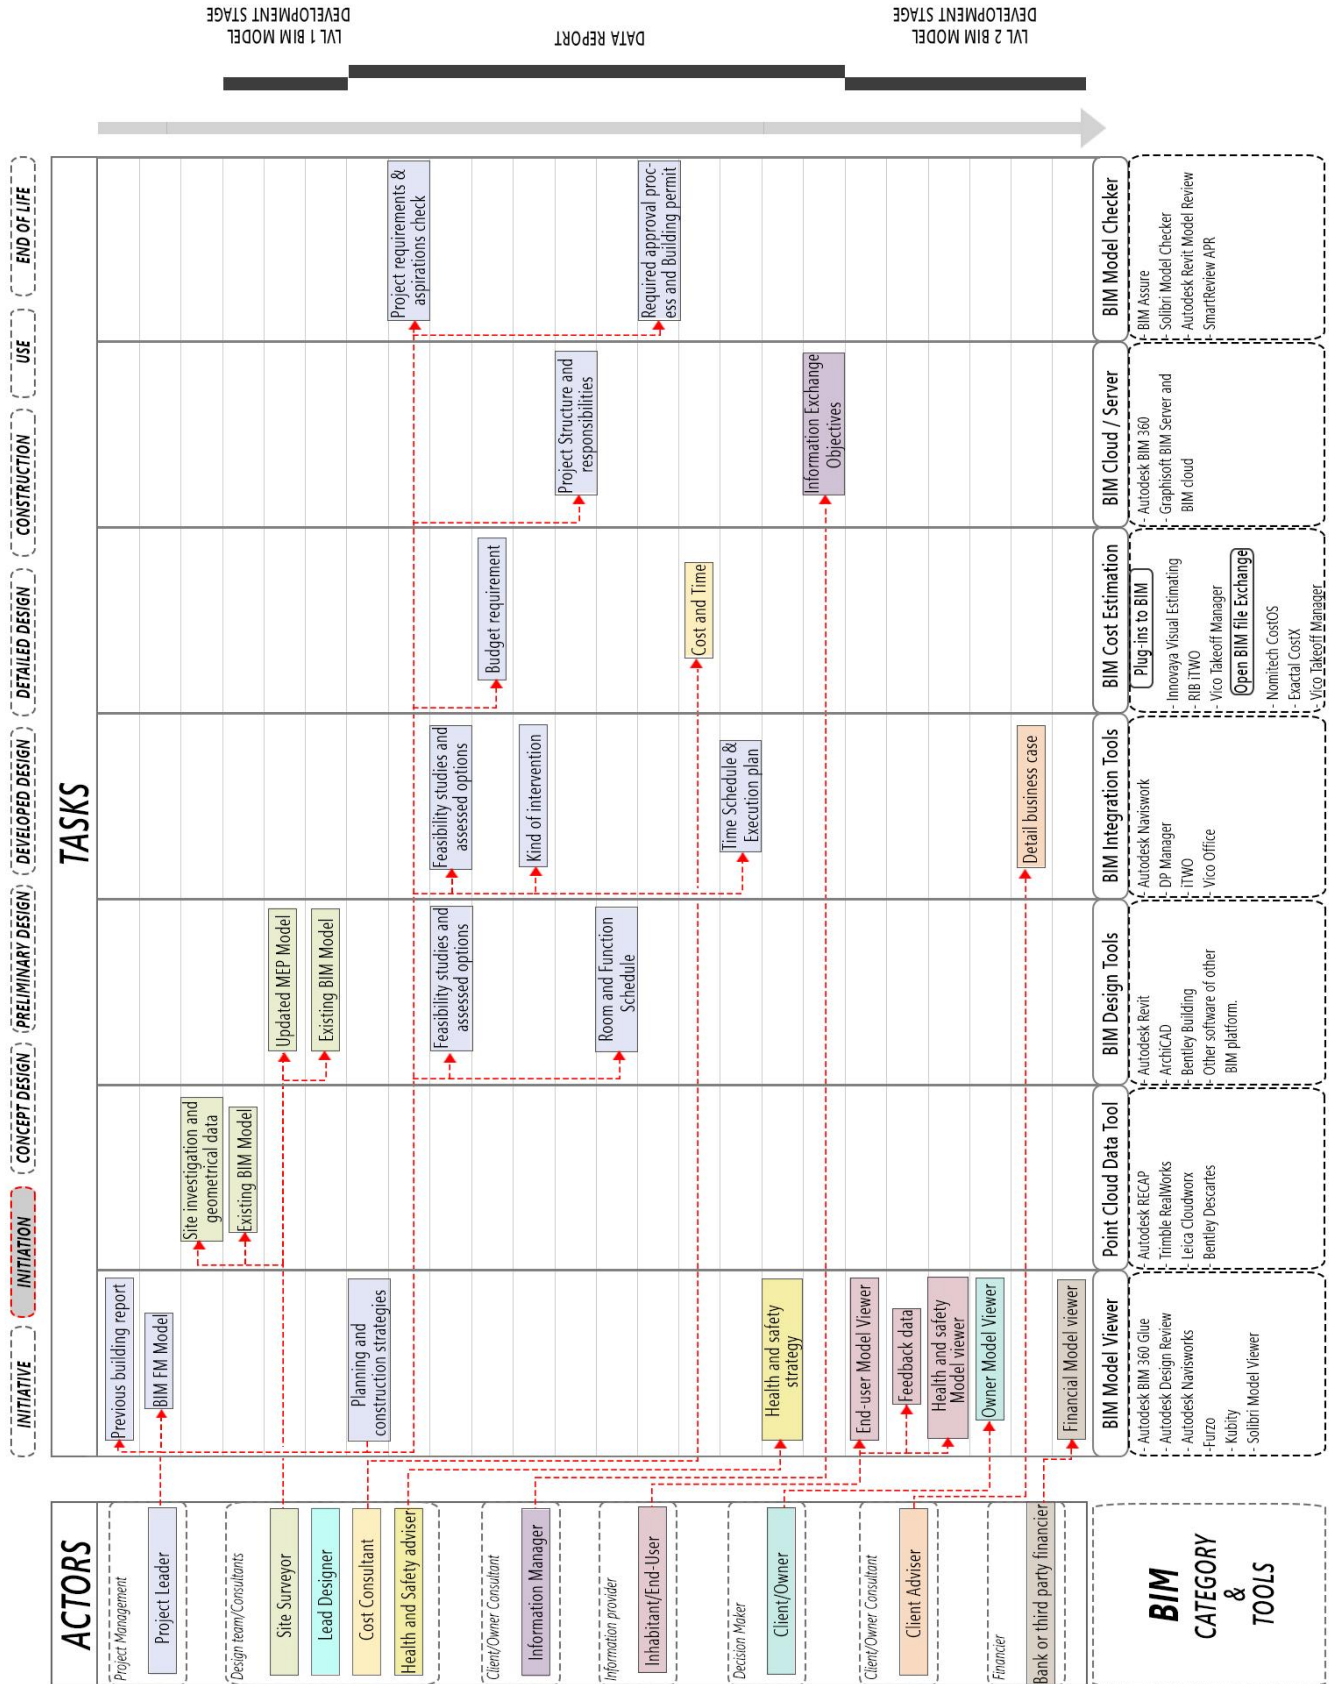 INITIATIVE
INITIATION
CONCEPT DESIGN
PRELIMINARY DESIGN
DEVELOPED DESIGN
DETAILED DESIGN
CONSTRUCTION
USE
END OF LIFE
ACTORS
TASKS
Project Management
Project Leader
Design team/Consultants
Site Surveyor
Lead Designer
Cost Consultant
Health and Safety adviser
Client/Owner Consultant
Information Manager
Information provider
Inhabitant/End-User
Decision Maker
Client/Owner
Client/Owner Consultant
Client Adviser
Financier
Bank or third party financier
Previous building report
BIM FM Model
Site investigation and
geometrical data
Existing BIM Model
Updated MEP Model
Existing BIM Model
Planning and
construction strategies
Project requirements &
aspirations check
Feasibility studies and
assessed options
Feasibility studies and
assessed options
Budget requirement
Kind of intervention
Project Structure and
responsibilities
Room and Function
Schedule
Required approval proc-
ess and Building permit
Cost and Time
Time Schedule &
Execution plan
Health and safety
strategy
Information Exchange
Objectives
End-user Model Viewer
Feedback data
Health and safety
Model viewer
Owner Model Viewer
Detail business case
Financial Model viewer
LVL 1 BIM MODEL
DEVELOPMENT STAGE
DATA REPORT
LVL 2 BIM MODEL
DEVELOPMENT STAGE
BIM
CATEGORY
&
TOOLS
BIM Model Viewer
- Autodesk BIM 360 Glue
- Autodesk Design Review
- Autodesk Navisworks
-Furzo
- Kubity
- Solibri Model Viewer
Point Cloud Data Tool
- Autodesk RECAP
- Trimble RealWorks
- Leica Cloudworx
- Bentley Descartes
BIM Design Tools
- Autodesk Revit
- ArchiCAD
- Bentley Building
- Other software of other
BIM platform.
BIM Integration Tools
- Autodesk Naviswork
- DP Manager
- iTWO
- Vico Office
BIM Cost Estimation
Plug-ins to BIM
- Innovaya Visual Estimating
- RIB iTWO
- Vico Takeoff Manager
Open BIM file Exchange
- Nomitech CostOS
- Exactal CostX
- Vico Takeoff Manager
BIM Cloud / Server
- Autodesk BIM 360
- Graphisoft BIM Server and
BIM cloud
BIM Model Checker
- BIM Assure
- Solibri Model Checker
- Autodesk Revit Model Review
SmartReview APR